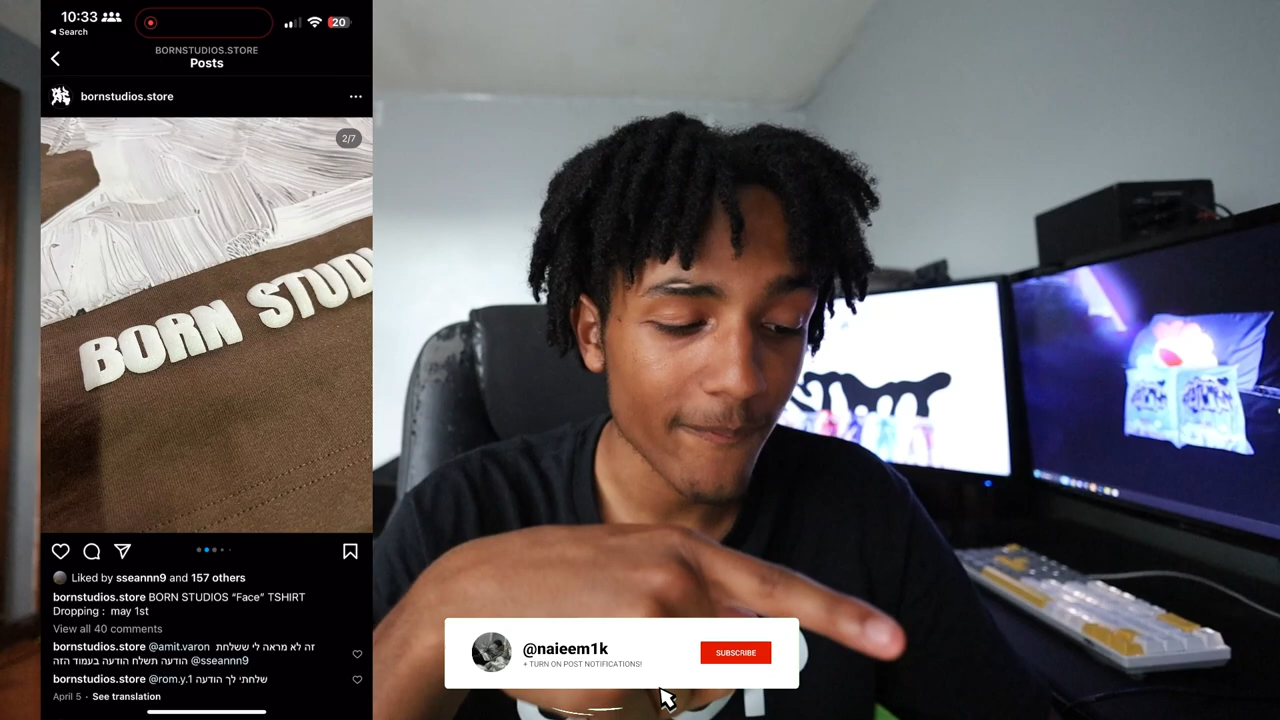 10:33
20
Search
BORNSTUDIOS.STORE
Posts
bornstudios.store
2/7
BORN STUD
Liked by sseannn9 and 157 others
bornstudios.store BORN STUDIOS “Face” TSHIRT
Dropping : may 1st
View all 40 comments
bornstudios.store @amit.varon זה לא מראה לי ששלחת
הודעה תשלח הודעה בעמוד הזה @sseannn9
bornstudios.store @rom.y.1 שלחתי לך הודעה
April 5 · See translation
@naieem1k
+ TURN ON POST NOTIFICATIONS!
SUBSCRIBE